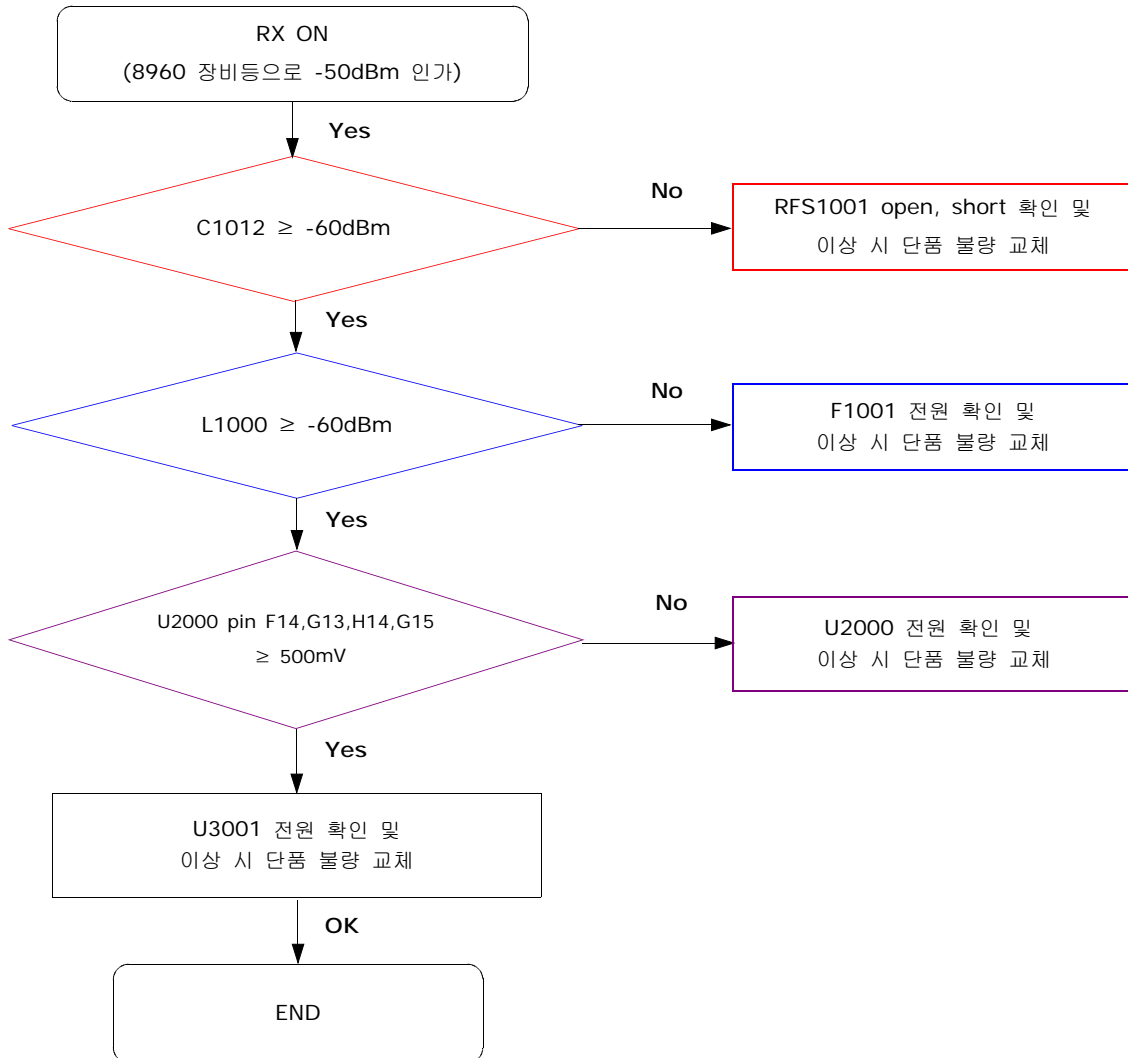 RX ON
(8960 장비등으로 -50dBm 인가)
Yes
C1012 ≥ -60dBm
No
RFS1001 open, short 확인 및
이상 시 단품 불량 교체
Yes
L1000 ≥ -60dBm
No
F1001 전원 확인 및
이상 시 단품 불량 교체
Yes
U2000 pin F14,G13,H14,G15
≥ 500mV
No
U2000 전원 확인 및
이상 시 단품 불량 교체
Yes
U3001 전원 확인 및
이상 시 단품 불량 교체
OK
END